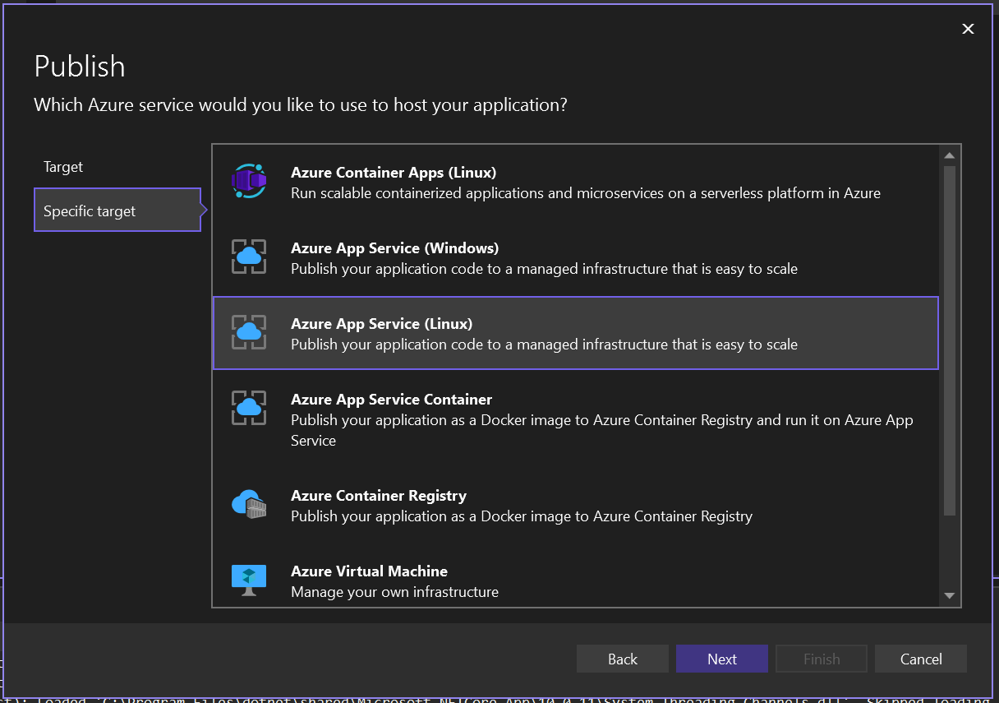 Publish
Which Azure service would you like to use to host your application?
Target
Specific target
Azure Container Apps (Linux)
Run scalable containerized applications and microservices on a serverless platform in Azure
Azure App Service (Windows)
Publish your application code to a managed infrastructure that is easy to scale
Azure App Service (Linux)
Publish your application code to a managed infrastructure that is easy to scale
Azure App Service Container
Publish your application as a Docker image to Azure Container Registry and run it on Azure App
Service
Azure Container Registry
Publish your application as a Docker image to Azure Container Registry
Azure Virtual Machine
Manage your own infrastructure
Back
Next
Finish
Cancel
Loaded 'C:\Program Files\dotnet\shared\Microsoft.NETCore.App\10.0.11\System.Threading.Channels.dll'. Skipped loading